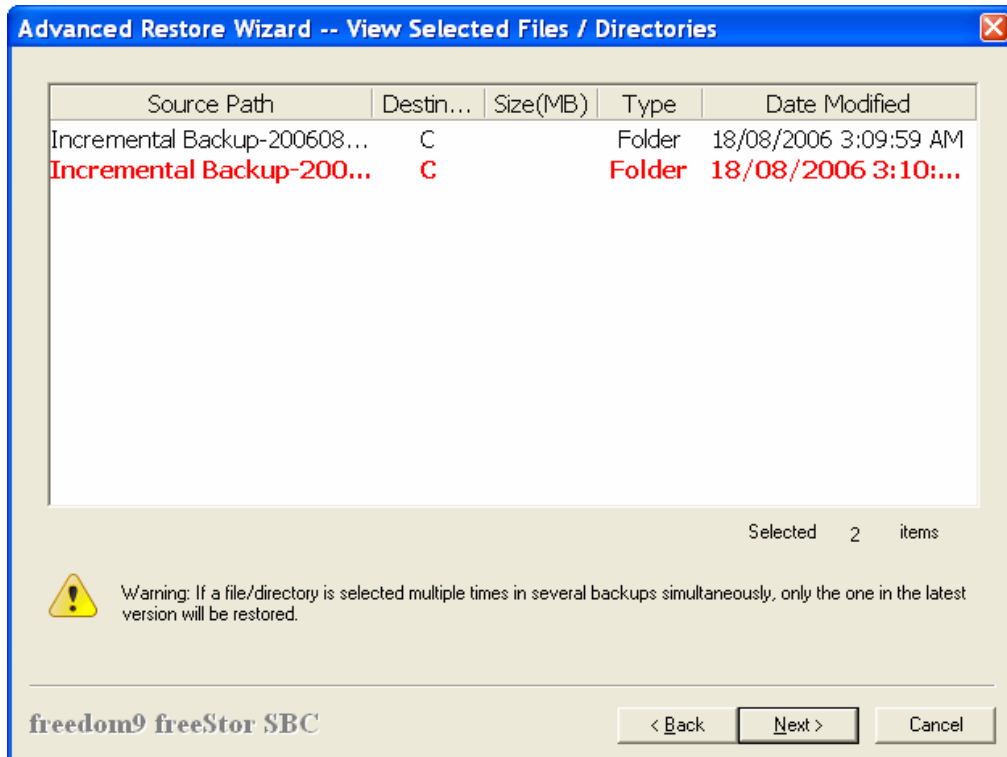 Advanced Restore Wizard -- View Selected Files / Directories
Source Path Destin... Size(MB) Type Date Modified
Incremental Backup-200608... C Folder 18/08/2006 3:09:59 AM
Incremental Backup-200... C Folder 18/08/2006 3:10:...
Selected 2 items
Warning: If a file/directory is selected multiple times in several backups simultaneously, only the one in the latest
version will be restored.
freedom9 freeStor SBC < Back Next > Cancel